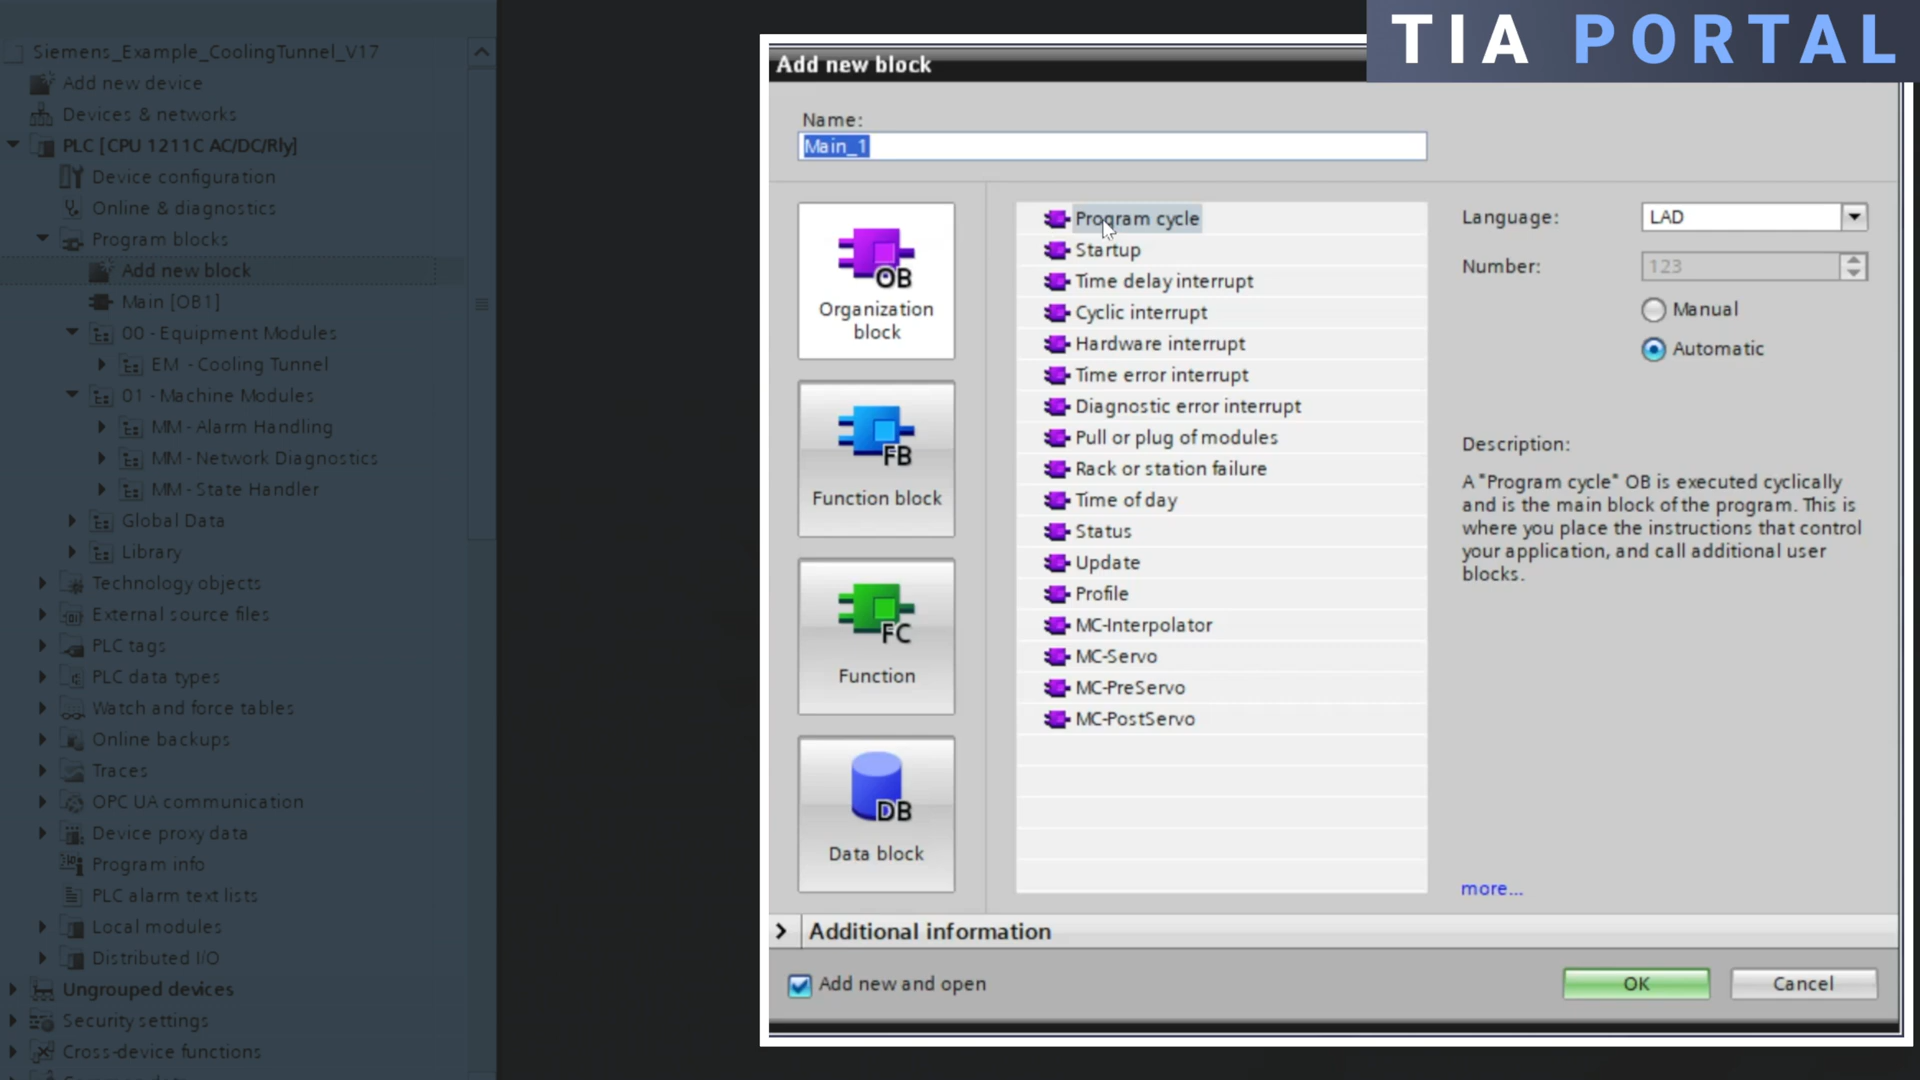 TIA PORTAL
Siemens_Example_CoolingTunnel_V17
Add new device
Devices & networks
PLC [CPU 1211C AC/DC/Rly]
Device configuration
Online & diagnostics
Program blocks
Add new block
Main [OB1]
00 - Equipment Modules
EM - Cooling Tunnel
01 - Machine Modules
MM - Alarm Handling
MM - Network Diagnostics
MM - State Handler
Global Data
Library
Technology objects
External source files
PLC tags
PLC data types
Watch and force tables
Online backups
Traces
OPC UA communication
Device proxy data
Program info
PLC alarm text lists
Local modules
Distributed I/O
Ungrouped devices
Security settings
Cross-device functions
Add new block
Name:
Main_1
OB
Organization
block
FB
Function block
FC
Function
DB
Data block
Program cycle
Startup
Time delay interrupt
Cyclic interrupt
Hardware interrupt
Time error interrupt
Diagnostic error interrupt
Pull or plug of modules
Rack or station failure
Time of day
Status
Update
Profile
MC-Interpolator
MC-Servo
MC-PreServo
MC-PostServo
Language: LAD
Number: 123
Manual
Automatic
Description:
A "Program cycle" OB is executed cyclically
and is the main block of the program. This is
where you place the instructions that control
your application, and call additional user
blocks.
more...
Additional information
Add new and open
OK
Cancel